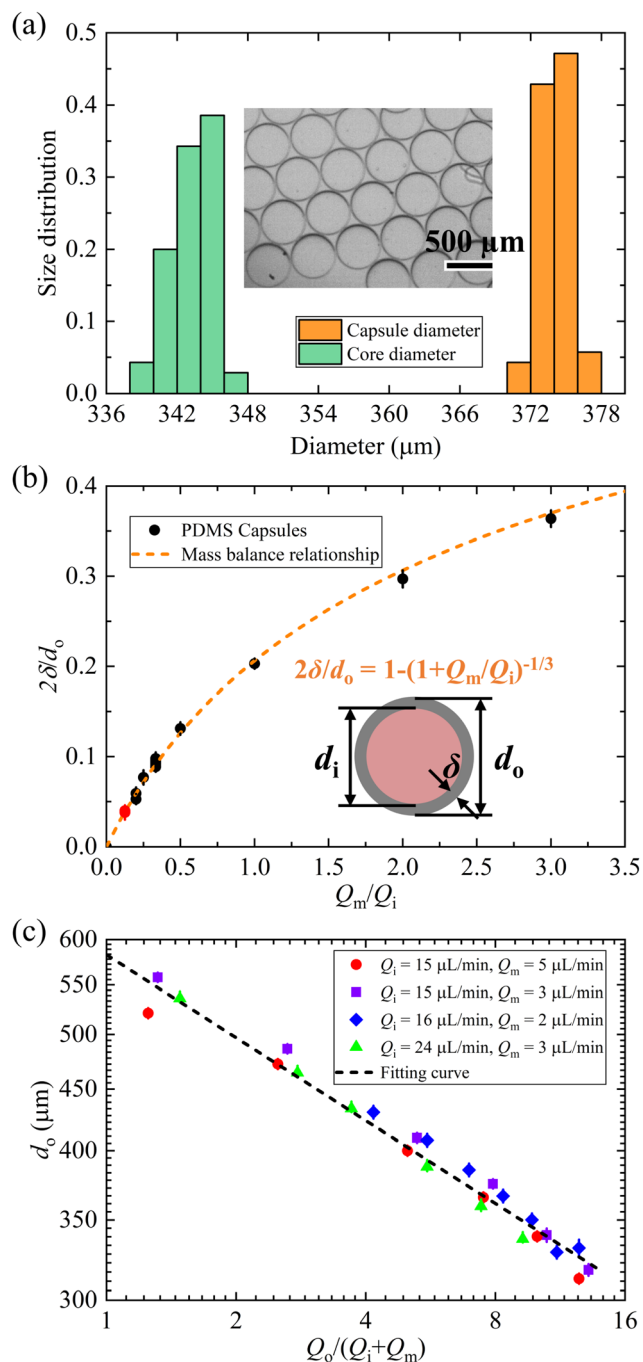 (a)
0.5
0.4
0.3
0.2
0.1
0.0
Size distribution
500 μm
Capsule diameter
Core diameter
336 342 348 354 360 366 372 378
Diameter (μm)
(b)
0.4
0.3
0.2
0.1
0.0
2δ/dₒ
PDMS Capsules
Mass balance relationship
2δ/dₒ = 1-(1+Qₘ/Qᵢ)⁻¹/³
dᵢ δ dₒ
0.0 0.5 1.0 1.5 2.0 2.5 3.0 3.5
Qₘ/Qᵢ
(c)
600
550
500
450
400
350
300
dₒ (μm)
Qᵢ = 15 μL/min, Qₘ = 5 μL/min
Qᵢ = 15 μL/min, Qₘ = 3 μL/min
Qᵢ = 16 μL/min, Qₘ = 2 μL/min
Qᵢ = 24 μL/min, Qₘ = 3 μL/min
Fitting curve
1 2 4 8 16
Qₒ/(Qᵢ+Qₘ)